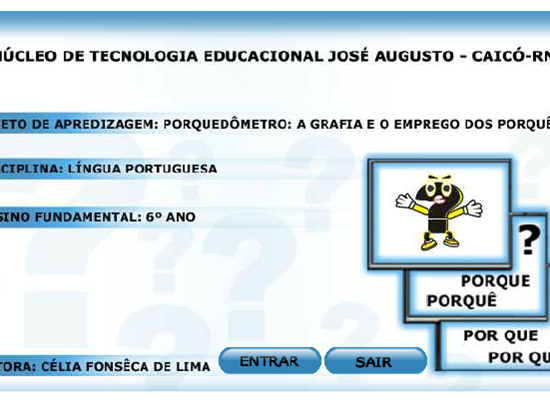 NÚCLEO DE TECNOLOGIA EDUCACIONAL JOSÉ AUGUSTO - CAICÓ-RN
ETO DE APREDIZAGEM: PORQUEDÔMETRO: A GRAFIA E O EMPREGO DOS PORQUÊ
CIPLINA: LÍNGUA PORTUGUESA
SINO FUNDAMENTAL: 6º ANO
?
PORQUE
PORQUÊ
POR QUE
POR QU
TORA: CÉLIA FONSÊCA DE LIMA
ENTRAR
SAIR